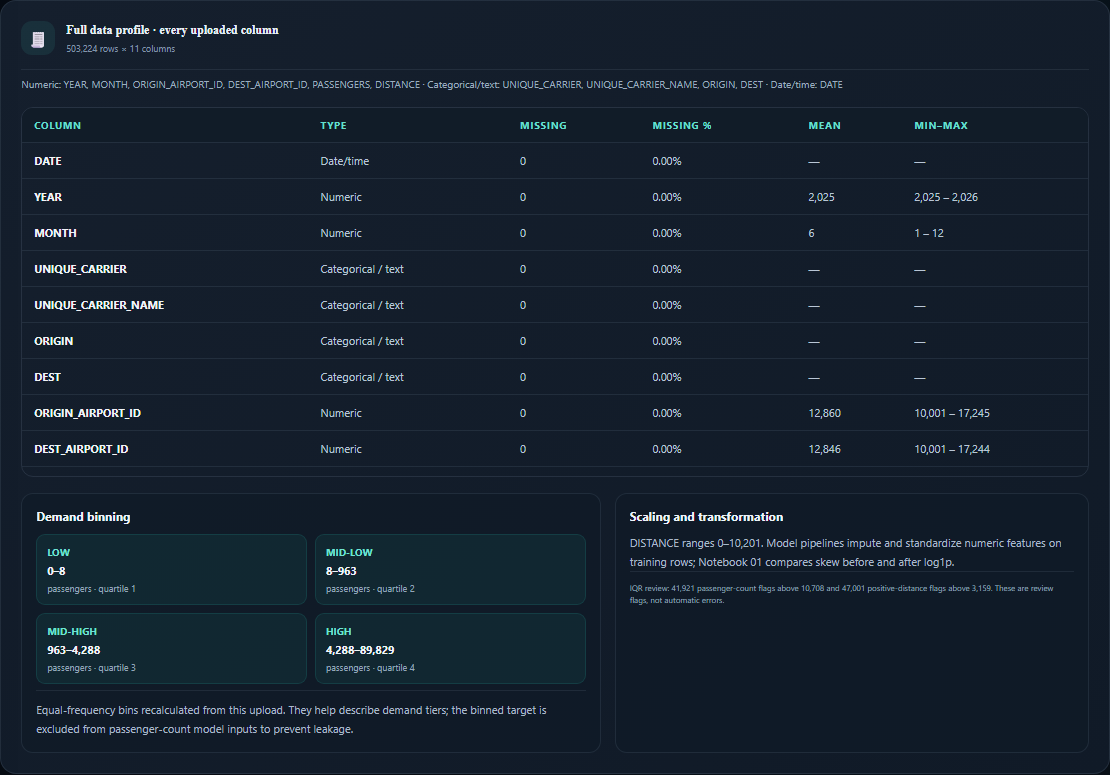 Full data profile · every uploaded column
503,224 rows × 11 columns
Numeric: YEAR, MONTH, ORIGIN_AIRPORT_ID, DEST_AIRPORT_ID, PASSENGERS, DISTANCE · Categorical/text: UNIQUE_CARRIER, UNIQUE_CARRIER_NAME, ORIGIN, DEST · Date/time: DATE
COLUMN TYPE MISSING MISSING % MEAN MIN–MAX
DATE Date/time 0 0.00% — —
YEAR Numeric 0 0.00% 2,025 2,025 – 2,026
MONTH Numeric 0 0.00% 6 1 – 12
UNIQUE_CARRIER Categorical / text 0 0.00% — —
UNIQUE_CARRIER_NAME Categorical / text 0 0.00% — —
ORIGIN Categorical / text 0 0.00% — —
DEST Categorical / text 0 0.00% — —
ORIGIN_AIRPORT_ID Numeric 0 0.00% 12,860 10,001 – 17,245
DEST_AIRPORT_ID Numeric 0 0.00% 12,846 10,001 – 17,244
Demand binning
LOW
0–8
passengers · quartile 1
MID-LOW
8–963
passengers · quartile 2
MID-HIGH
963–4,288
passengers · quartile 3
HIGH
4,288–89,829
passengers · quartile 4
Equal-frequency bins recalculated from this upload. They help describe demand tiers; the binned target is
excluded from passenger-count model inputs to prevent leakage.
Scaling and transformation
DISTANCE ranges 0–10,201. Model pipelines impute and standardize numeric features on
training rows; Notebook 01 compares skew before and after log1p.
IQR review: 41,921 passenger-count flags above 10,708 and 47,001 positive-distance flags above 3,159. These are review
flags, not automatic errors.